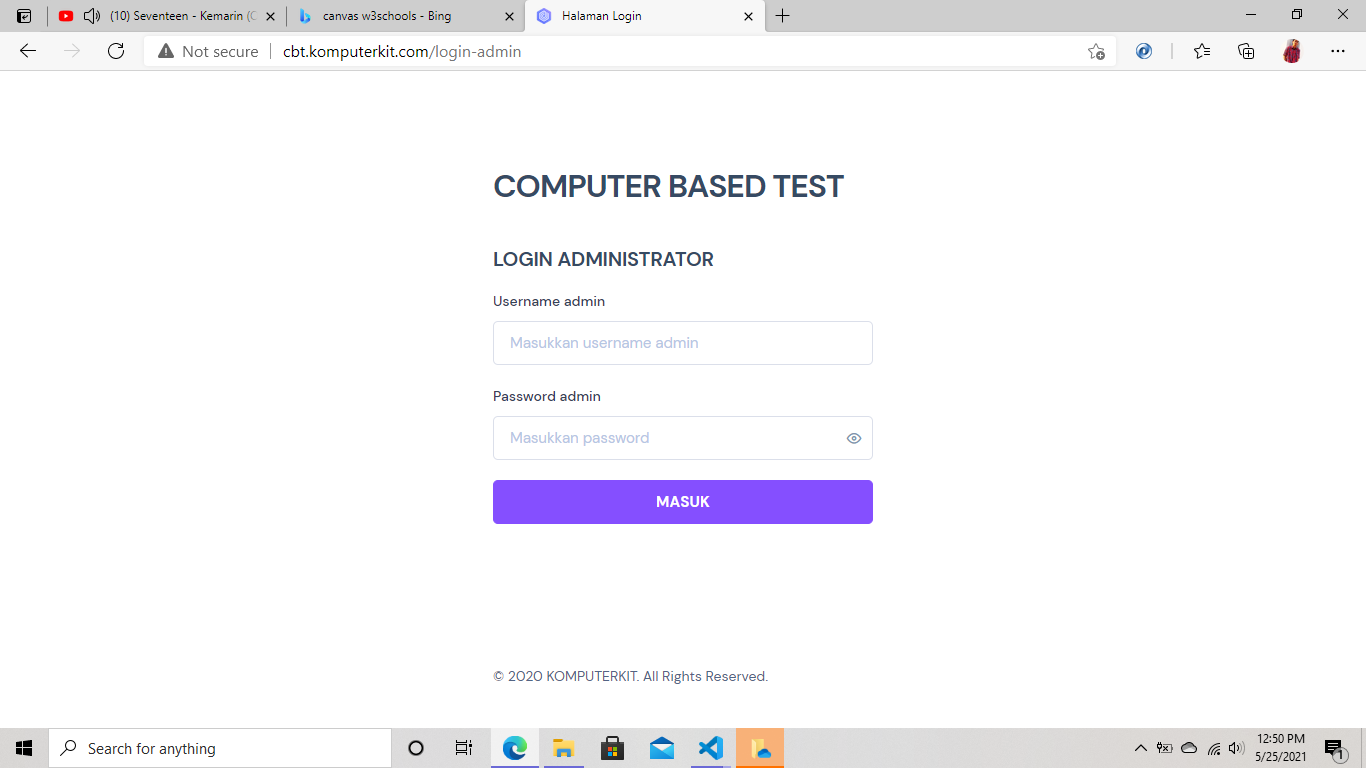 (10) Seventeen - Kemarin (
canvas w3schools - Bing
Halaman Login
Not secure
cbt.komputerkit.com/login-admin
COMPUTER BASED TEST
LOGIN ADMINISTRATOR
Username admin
Masukkan username admin
Password admin
Masukkan password
MASUK
© 2020 KOMPUTERKIT. All Rights Reserved.
Search for anything
12:50 PM
5/25/2021
1